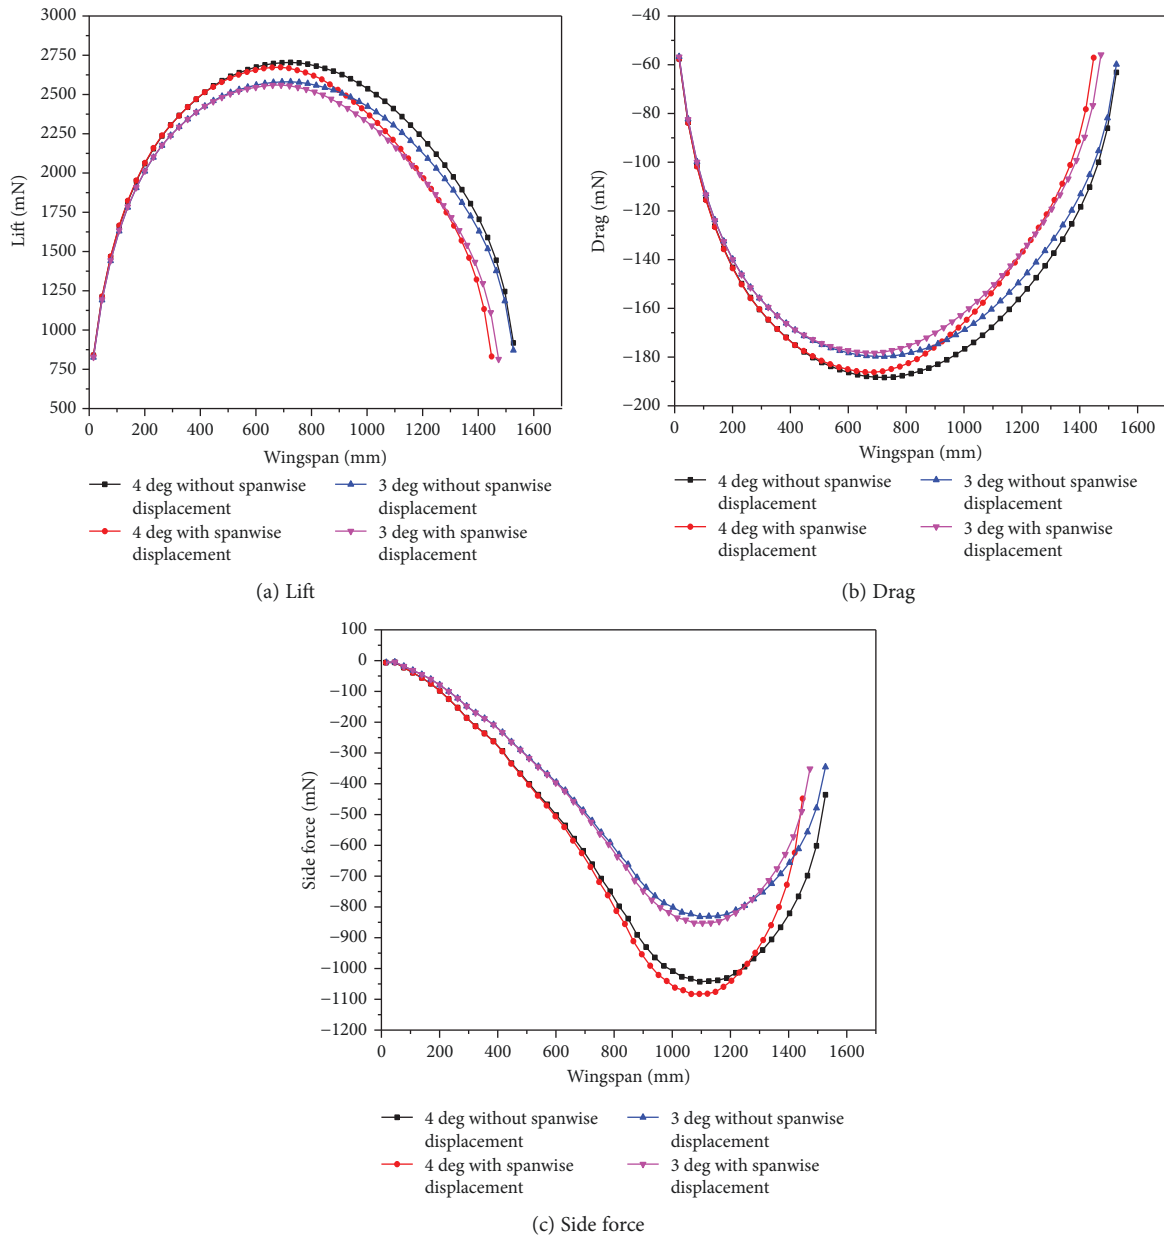 3000
2750
2500
2250
2000
1750
1500
1250
1000
750
500
Lift (mN)
0 200 400 600 800 1000 1200 1400 1600
Wingspan (mm)
4 deg without spanwise
displacement
4 deg with spanwise
displacement
3 deg without spanwise
displacement
3 deg with spanwise
displacement
(a) Lift
−40
−60
−80
−100
−120
−140
−160
−180
−200
Drag (mN)
0 200 400 600 800 1000 1200 1400 1600
Wingspan (mm)
4 deg without spanwise
displacement
4 deg with spanwise
displacement
3 deg without spanwise
displacement
3 deg with spanwise
displacement
(b) Drag
100
0
−100
−200
−300
−400
−500
−600
−700
−800
−900
−1000
−1100
−1200
Side force (mN)
0 200 400 600 800 1000 1200 1400 1600
Wingspan (mm)
4 deg without spanwise
displacement
4 deg with spanwise
displacement
3 deg without spanwise
displacement
3 deg with spanwise
displacement
(c) Side force